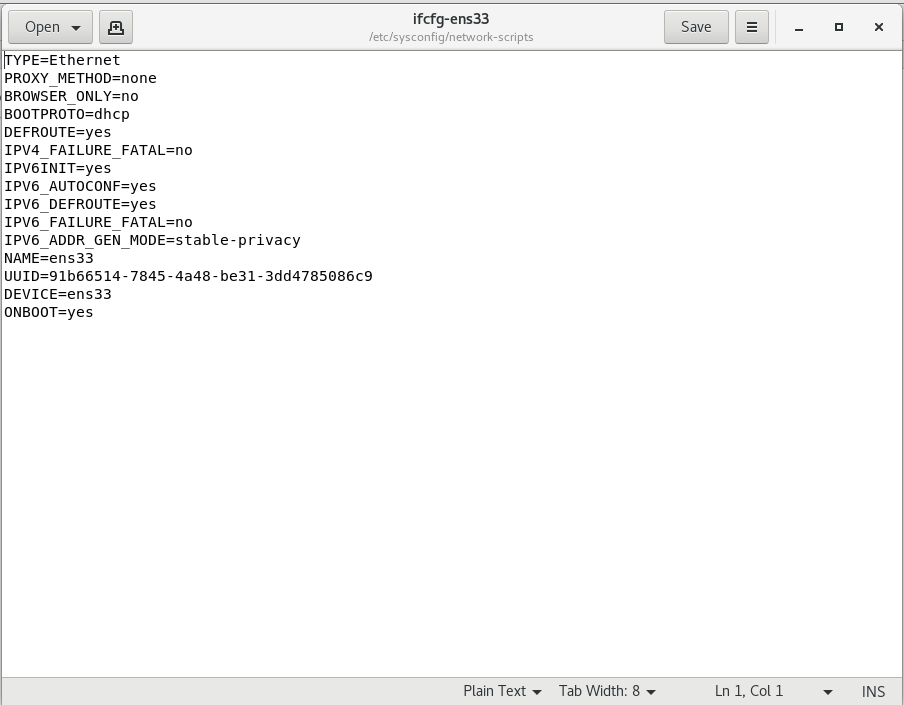 Open
ifcfg-ens33
/etc/sysconfig/network-scripts
Save
TYPE=Ethernet
PROXY_METHOD=none
BROWSER_ONLY=no
BOOTPROTO=dhcp
DEFROUTE=yes
IPV4_FAILURE_FATAL=no
IPV6INIT=yes
IPV6_AUTOCONF=yes
IPV6_DEFROUTE=yes
IPV6_FAILURE_FATAL=no
IPV6_ADDR_GEN_MODE=stable-privacy
NAME=ens33
UUID=91b66514-7845-4a48-be31-3dd4785086c9
DEVICE=ens33
ONBOOT=yes
Plain Text Tab Width: 8 Ln 1, Col 1 INS